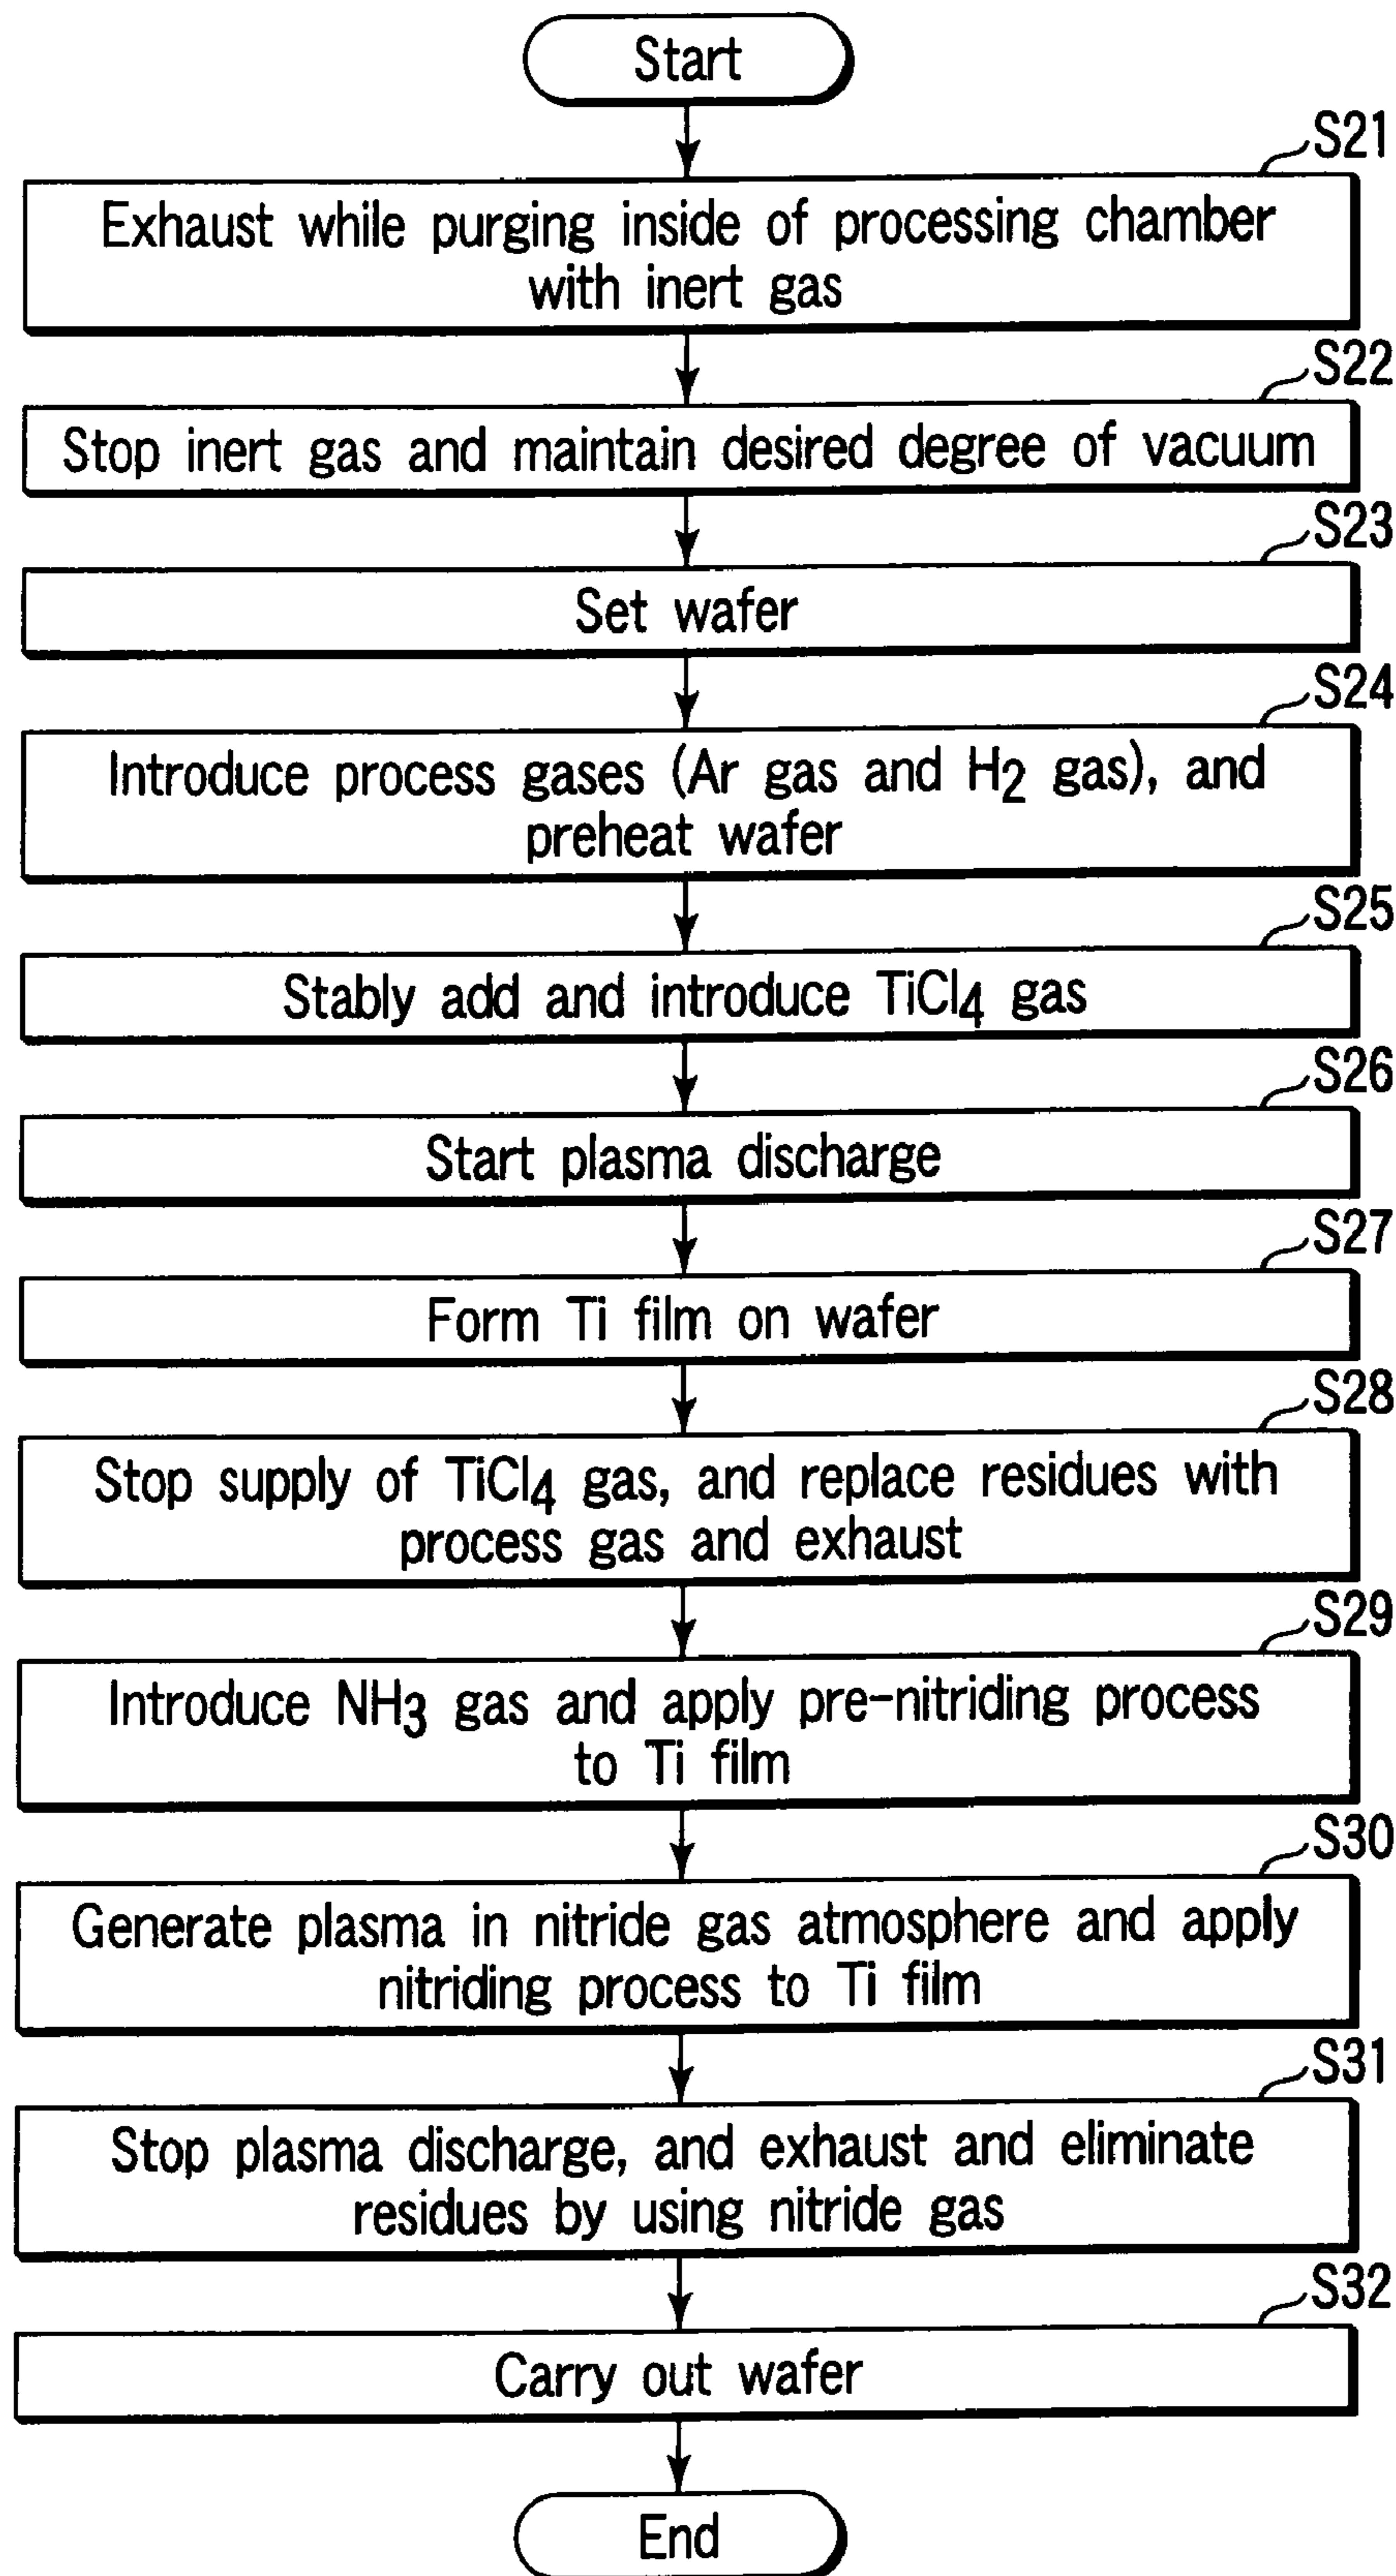 Start
S21
Exhaust while purging inside of processing chamber
with inert gas
S22
Stop inert gas and maintain desired degree of vacuum
S23
Set wafer
S24
Introduce process gases (Ar gas and H2 gas), and
preheat wafer
S25
Stably add and introduce TiCl4 gas
S26
Start plasma discharge
S27
Form Ti film on wafer
S28
Stop supply of TiCl4 gas, and replace residues with
process gas and exhaust
S29
Introduce NH3 gas and apply pre-nitriding process
to Ti film
S30
Generate plasma in nitride gas atmosphere and apply
nitriding process to Ti film
S31
Stop plasma discharge, and exhaust and eliminate
residues by using nitride gas
S32
Carry out wafer
End